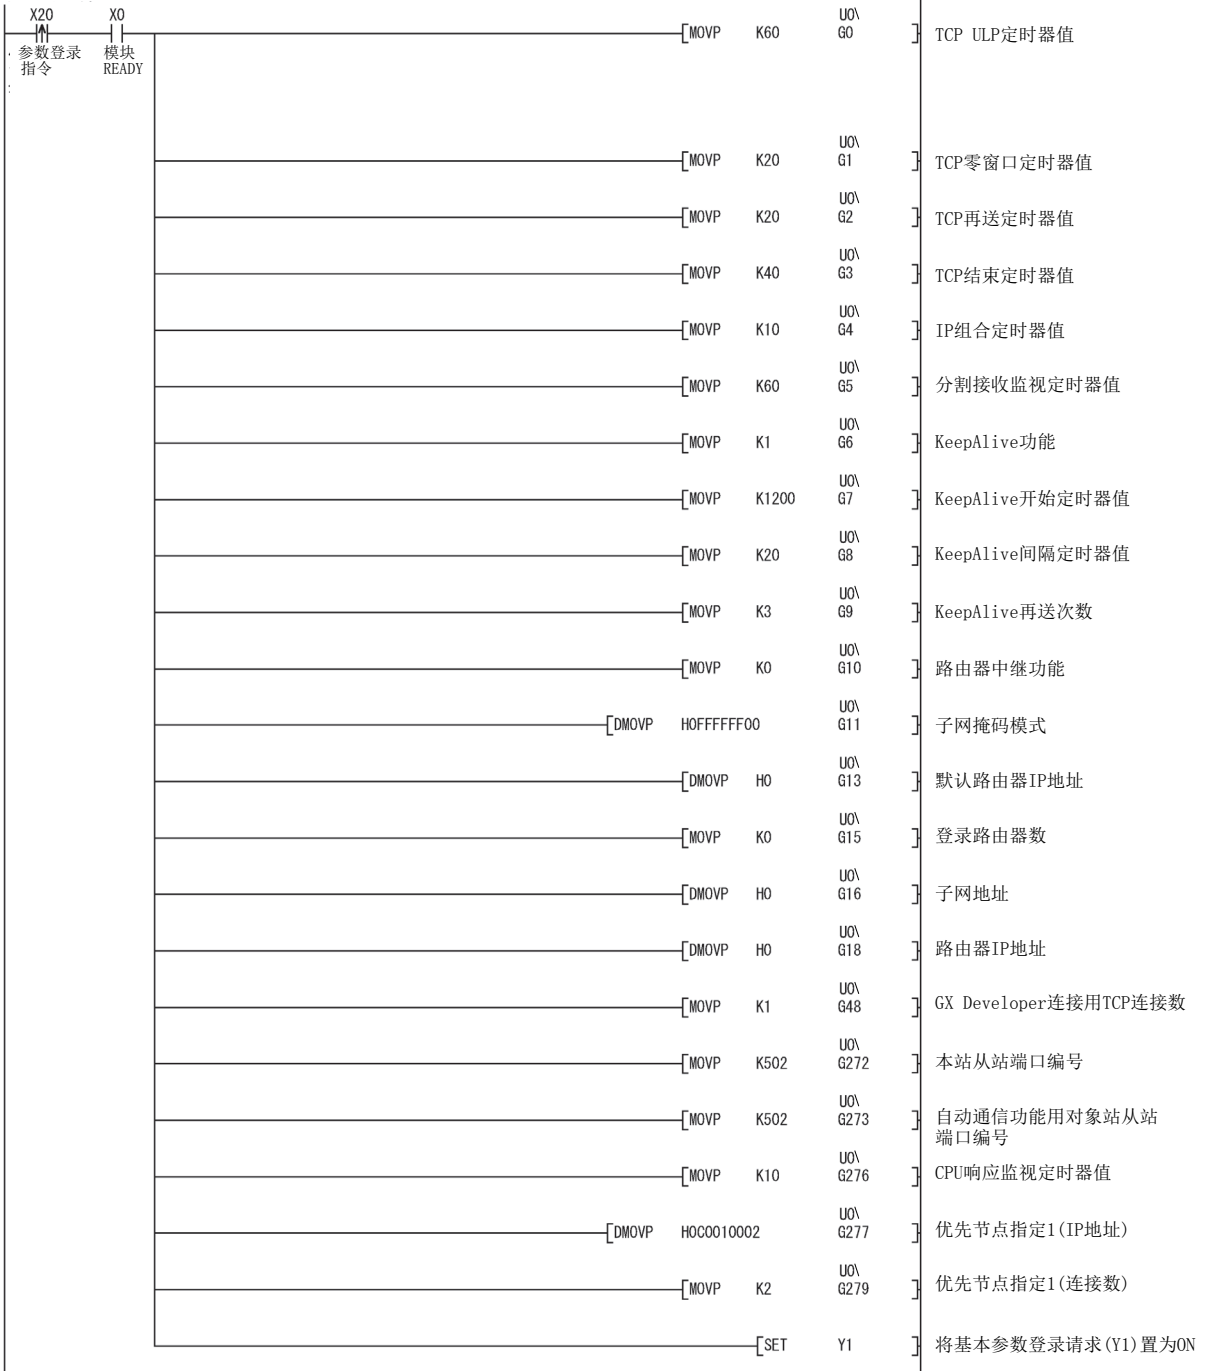 X20 X0
参数登录 模块
指令 READY
U0\
MOVP K60 G0 TCP ULP定时器值
U0\
MOVP K20 G1 TCP零窗口定时器值
U0\
MOVP K20 G2 TCP再送定时器值
U0\
MOVP K40 G3 TCP结束定时器值
U0\
MOVP K10 G4 IP组合定时器值
U0\
MOVP K60 G5 分割接收监视定时器值
U0\
MOVP K1 G6 KeepAlive功能
U0\
MOVP K1200 G7 KeepAlive开始定时器值
U0\
MOVP K20 G8 KeepAlive间隔定时器值
U0\
MOVP K3 G9 KeepAlive再送次数
U0\
MOVP K0 G10 路由器中继功能
U0\
DMOVP H0FFFFFF00 G11 子网掩码模式
U0\
DMOVP H0 G13 默认路由器IP地址
U0\
MOVP K0 G15 登录路由器数
U0\
DMOVP H0 G16 子网地址
U0\
DMOVP H0 G18 路由器IP地址
U0\
MOVP K1 G48 GX Developer连接用TCP连接数
U0\
MOVP K502 G272 本站从站端口编号
U0\
MOVP K502 G273 自动通信功能用对象站从站
端口编号
U0\
MOVP K10 G276 CPU响应监视定时器值
U0\
DMOVP H0C0010002 G277 优先节点指定1(IP地址)
U0\
MOVP K2 G279 优先节点指定1(连接数)
SET Y1 将基本参数登录请求(Y1)置为ON